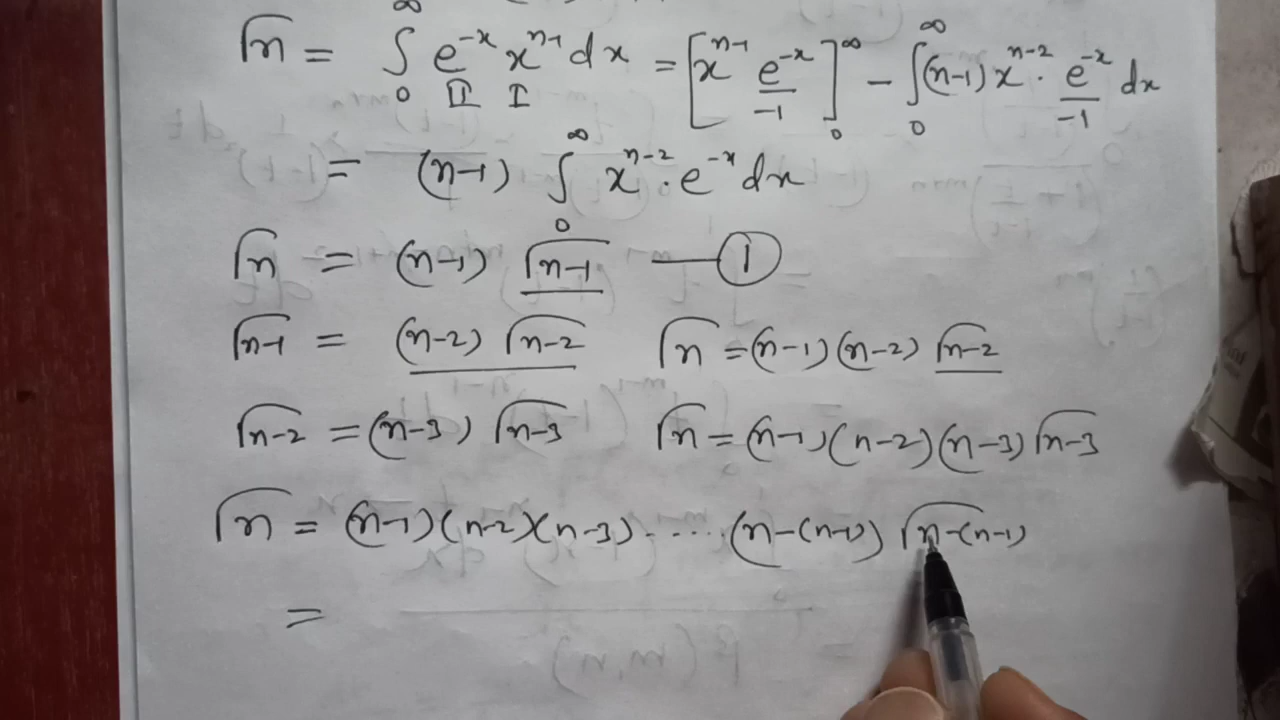 Γn = ∫₀^∞ e^{-x} x^{n-1} dx = [x^{n-1} e^{-x}/-1]₀^∞ - ∫₀^∞ (n-1) x^{n-2} · e^{-x}/-1 dx
II I
= (n-1) ∫₀^∞ x^{n-2} · e^{-x} dx
Γn = (n-1) Γn-1 — ①
Γn-1 = (n-2) Γn-2 Γn = (n-1)(n-2) Γn-2
Γn-2 = (n-3) Γn-3 Γn = (n-1)(n-2)(n-3) Γn-3
Γn = (n-1)(n-2)(n-3) ..... (n-(n-1)) Γn-(n-1)
=